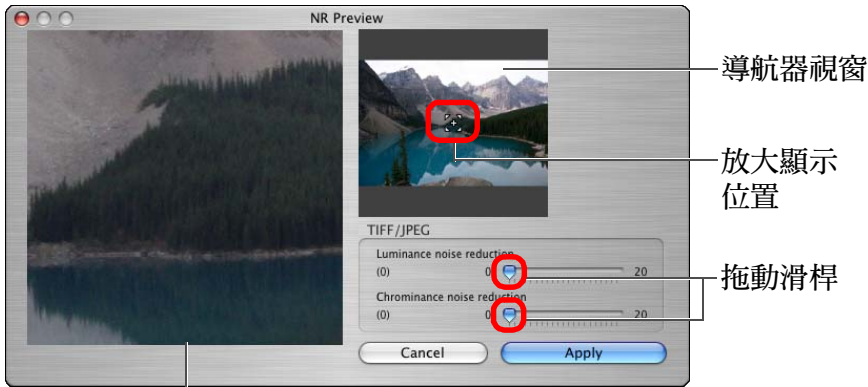 NR Preview
導航器視窗
放大顯示
位置
TIFF/JPEG
Luminance noise reduction
(0) 0 20
拖動滑桿
Chrominance noise reduction
(0) 0 20
Cancel Apply